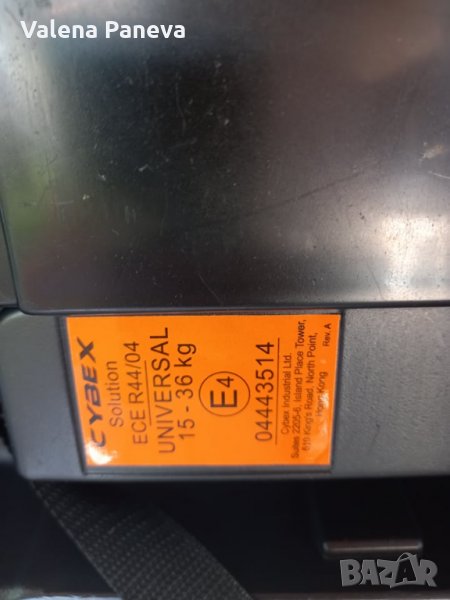 Valena Paneva
CYBEX
Solution
ECE R44/04
UNIVERSAL
15 - 36 kg
E4
04443514
Cybex Industrial Ltd.
Suites 2205-6, Island Place Tower,
510 King's Road, North Point,
Hong Kong
Rev. A
BAZAR